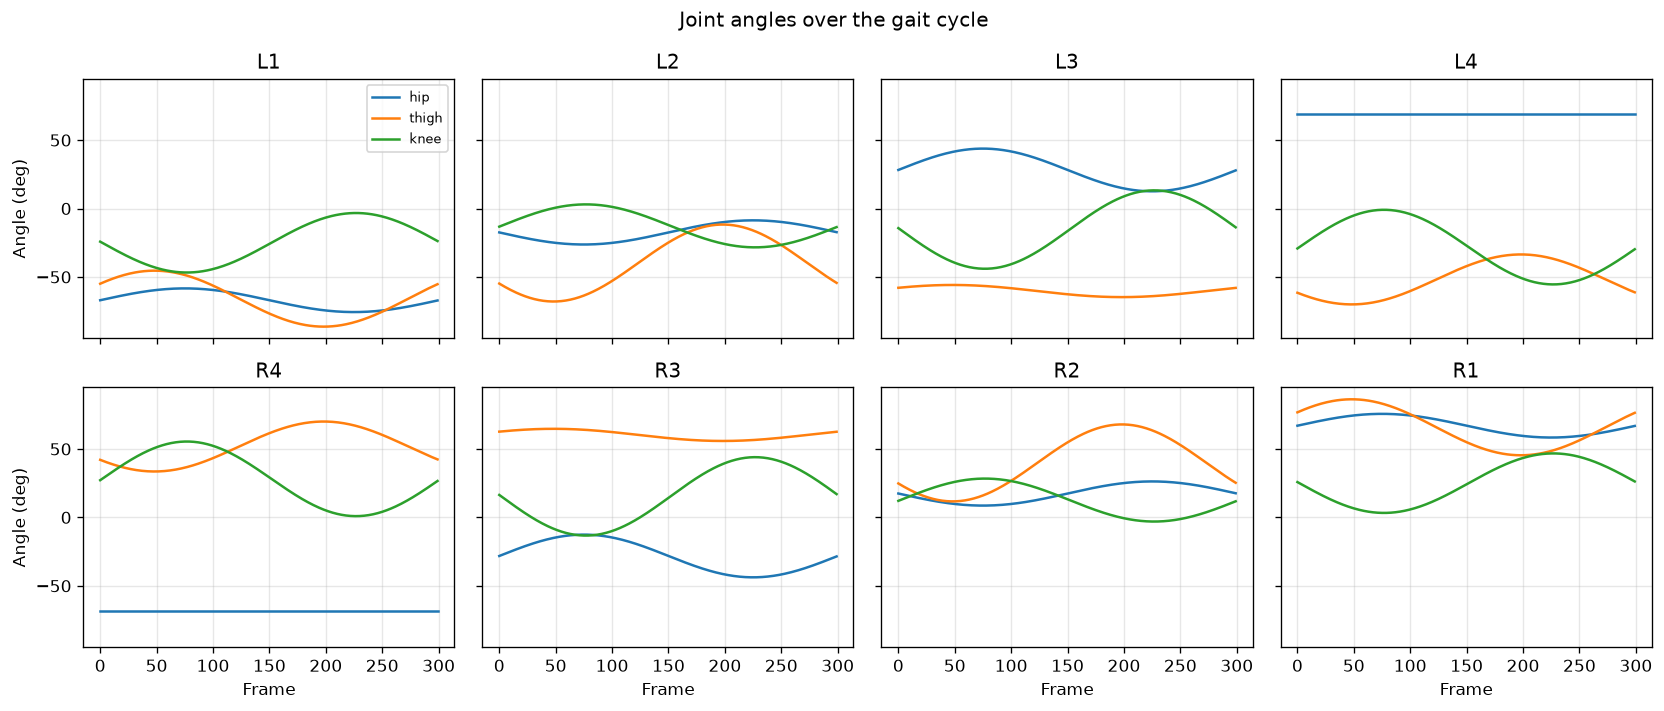 Joint angles over the gait cycle
L1 L2 L3 L4
hip
thigh
knee
50
0
−50
Angle (deg)
R4 R3 R2 R1
50
0
−50
Angle (deg)
0 50 100 150 200 250 300 0 50 100 150 200 250 300 0 50 100 150 200 250 300 0 50 100 150 200 250 300
Frame Frame Frame Frame